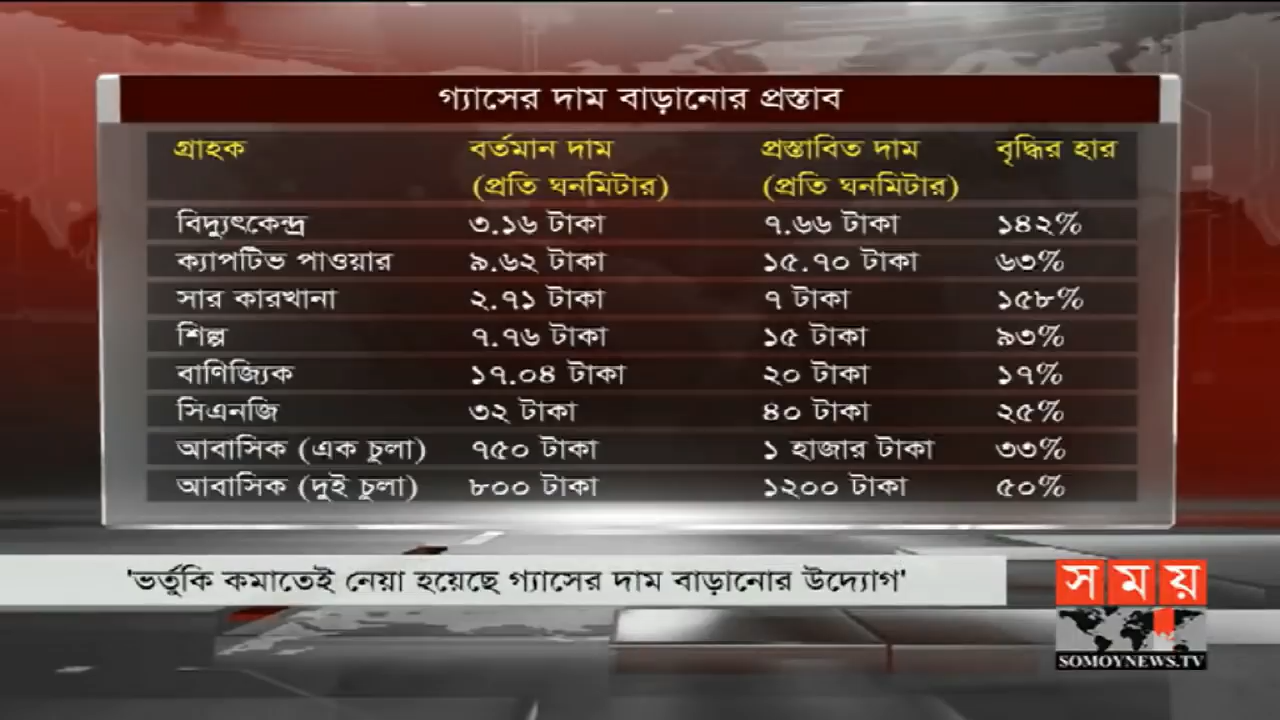 গ্যাসের দাম বাড়ানোর প্রস্তাব
গ্রাহক বর্তমান দাম (প্রতি ঘনমিটার) প্রস্তাবিত দাম (প্রতি ঘনমিটার) বৃদ্ধির হার
বিদ্যুৎকেন্দ্র ৩.১৬ টাকা ৭.৬৬ টাকা ১৪২%
ক্যাপটিভ পাওয়ার ৯.৬২ টাকা ১৫.৭০ টাকা ৬৩%
সার কারখানা ২.৭১ টাকা ৭ টাকা ১৫৮%
শিল্প ৭.৭৬ টাকা ১৫ টাকা ৯৩%
বাণিজ্যিক ১৭.০৪ টাকা ২০ টাকা ১৭%
সিএনজি ৩২ টাকা ৪০ টাকা ২৫%
আবাসিক (এক চুলা) ৭৫০ টাকা ১ হাজার টাকা ৩৩%
আবাসিক (দুই চুলা) ৮০০ টাকা ১২০০ টাকা ৫০%
'ভর্তুকি কমাতেই নেয়া হয়েছে গ্যাসের দাম বাড়ানোর উদ্যোগ'
সময়
SOMOYNEWS.TV